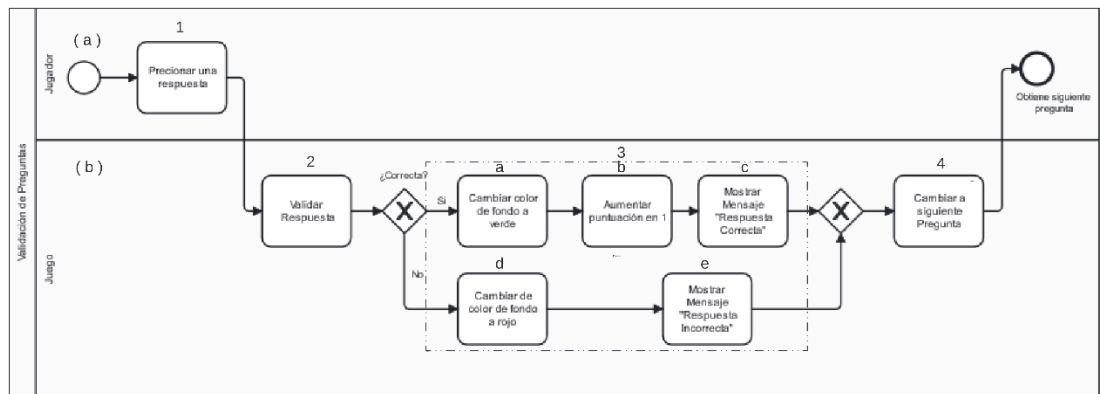 Validación de Preguntas
Jugador
( a )
1
Precionar una
respuesta
Obtiene siguiente
pregunta
Juego
( b )
2
Validar
Respuesta
¿Correcta?
Si
No
3
a
Cambiar color
de fondo a
verde
b
Aumentar
puntuación en 1
c
Mostrar
Mensaje
"Respuesta
Correcta"
d
Cambiar de
color de fondo
a rojo
e
Mostrar
Mensaje
"Respuesta
Incorrecta"
4
Cambiar a
siguiente
Pregunta